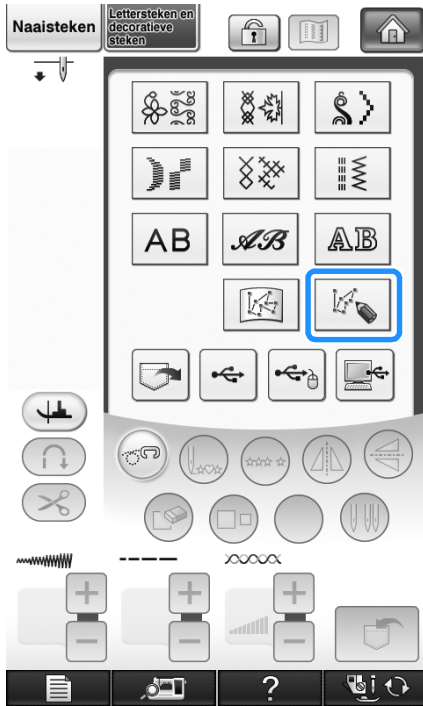 Naaisteken
Lettersteken en
decoratieve
steken
AB
AB
AB
?